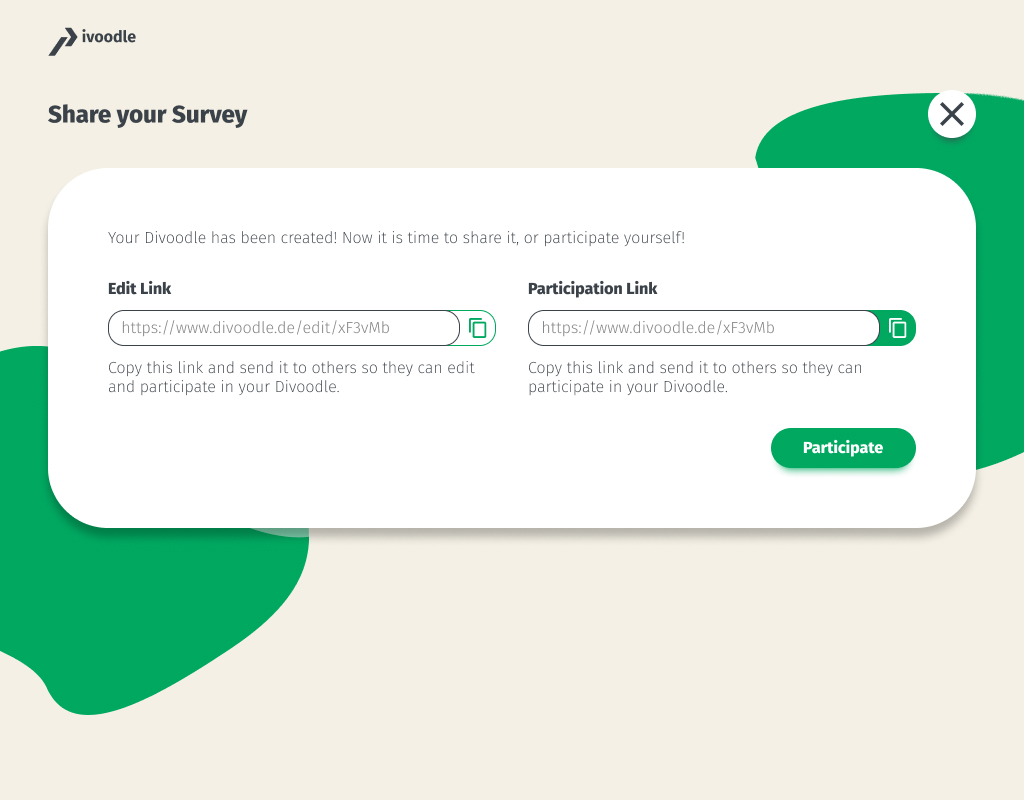 ivoodle
Share your Survey
Your Divoodle has been created! Now it is time to share it, or participate yourself!
Edit Link
https://www.divoodle.de/edit/xF3vMb
Copy this link and send it to others so they can edit
and participate in your Divoodle.
Participation Link
https://www.divoodle.de/xF3vMb
Copy this link and send it to others so they can
participate in your Divoodle.
Participate